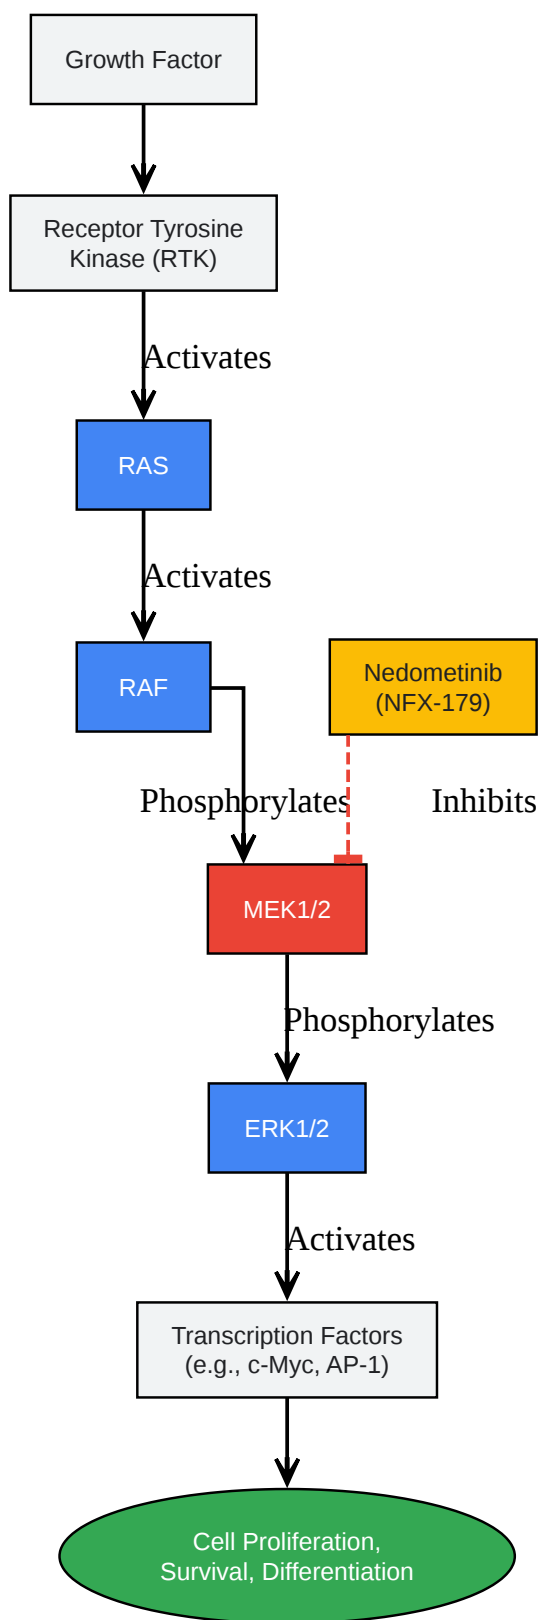 Growth Factor
Receptor Tyrosine
Kinase (RTK)
Activates
RAS
Activates
RAF
Nedometinib
(NFX-179)
Phosphorylates
Inhibits
MEK1/2
Phosphorylates
ERK1/2
Activates
Transcription Factors
(e.g., c-Myc, AP-1)
Cell Proliferation,
Survival, Differentiation